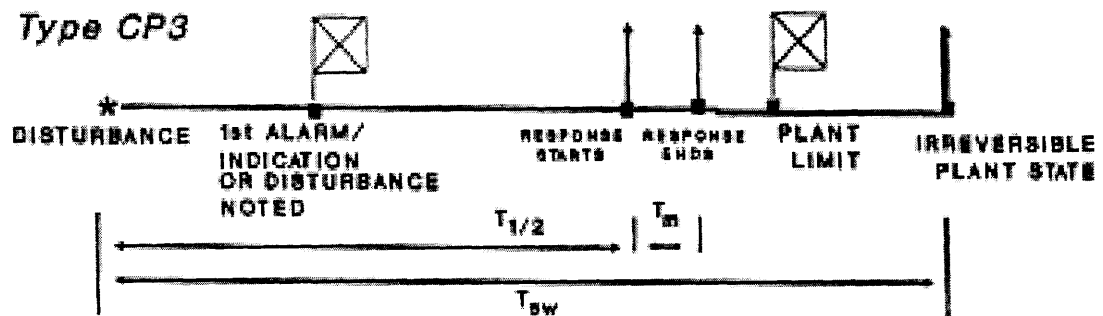 Type CP3
DISTURBANCE
1st ALARM/
INDICATION
OR DISTURBANCE
NOTED
RESPONSE
STARTS
RESPONSE
ENDS
PLANT
LIMIT
IRREVERSIBLE
PLANT STATE
T1/2
Tm
Tsw